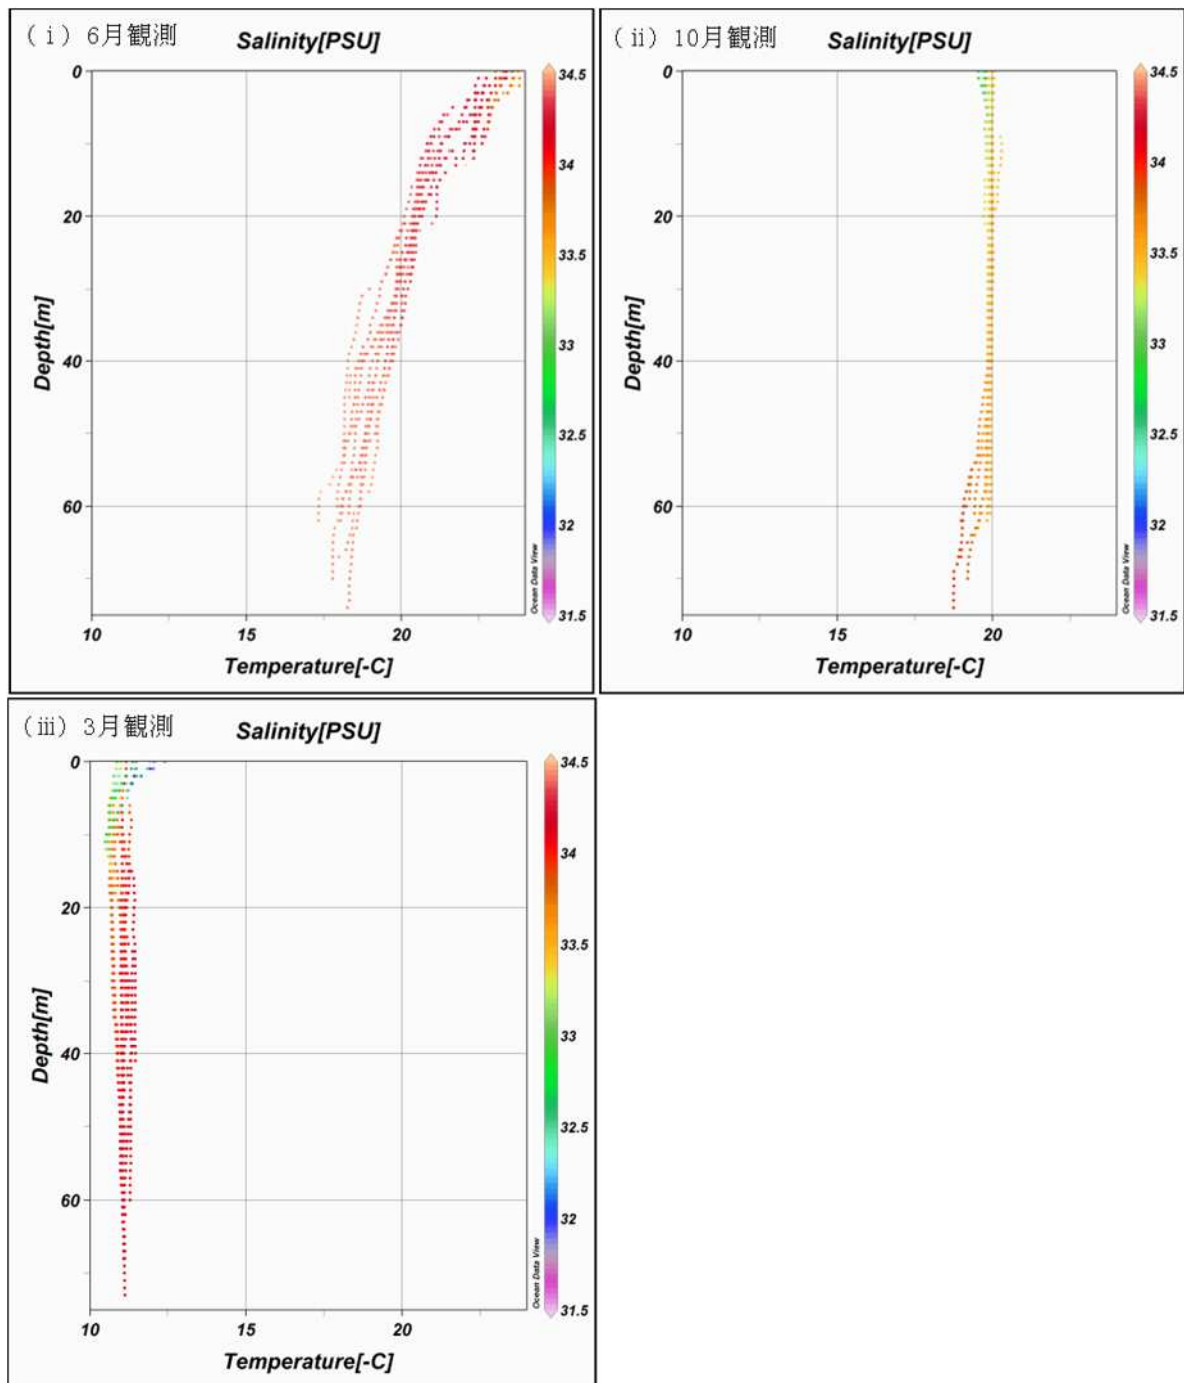 (ⅰ) 6月観測
Salinity[PSU]
0
20
40
60
Depth[m]
10
15
20
Temperature[-C]
34.5
34
33.5
33
32.5
32
31.5
Ocean Data View
(ⅱ) 10月観測
Salinity[PSU]
0
20
40
60
Depth[m]
10
15
20
Temperature[-C]
34.5
34
33.5
33
32.5
32
31.5
Ocean Data View
(ⅲ) 3月観測
Salinity[PSU]
0
20
40
60
Depth[m]
10
15
20
Temperature[-C]
34.5
34
33.5
33
32.5
32
31.5
Ocean Data View